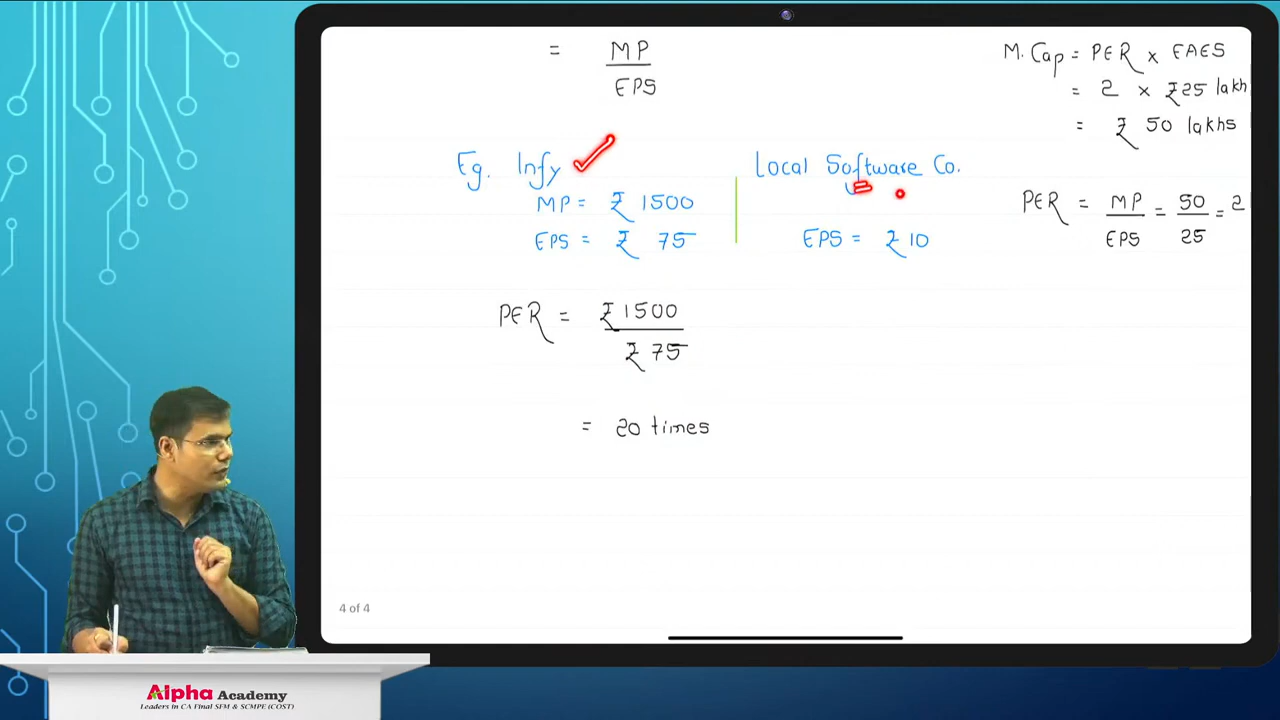 = MP
EPS
Eg. Infy
MP = ₹ 1500
EPS = ₹ 75
Local Software Co.
EPS = ₹ 10
PER = ₹ 1500
₹ 75
= 20 times
M. Cap = PER x EAES
= 2 x ₹25 lakh
= ₹ 50 lakhs
PER = MP = 50 = 2
EPS 25
4 of 4
Alpha Academy
Leaders in CA Final SFM & SCMPE (COST)